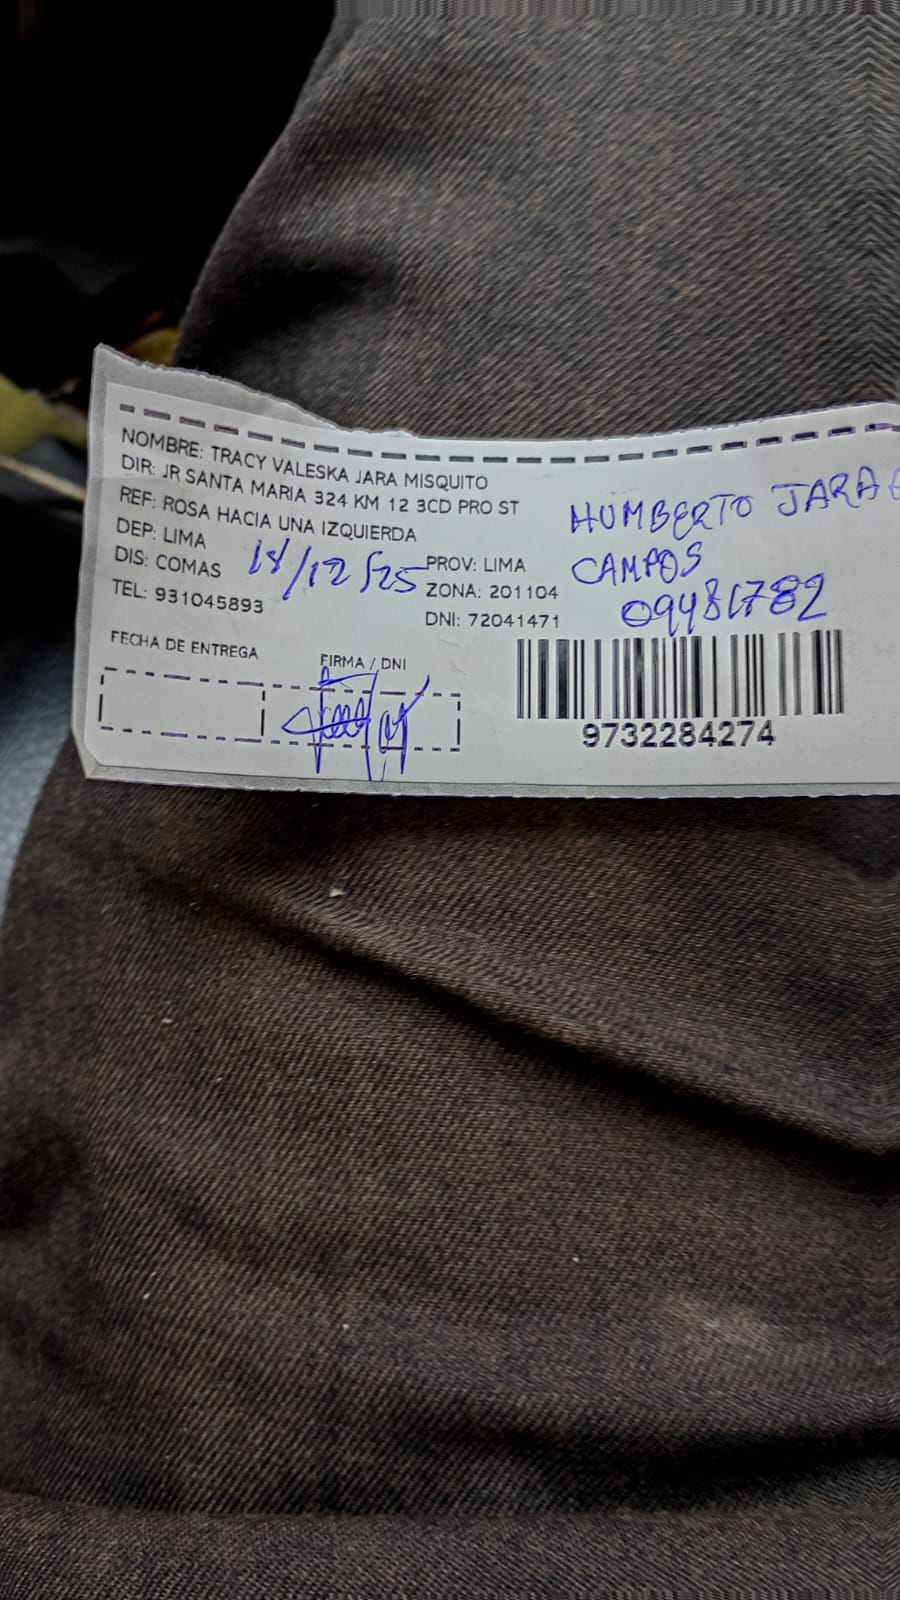 NOMBRE: TRACY VALESKA JARA MISQUITO
DIR: JR SANTA MARIA 324 KM 12 3CD PRO ST
REF: ROSA HACIA UNA IZQUIERDA
DEP: LIMA
PROV: LIMA
DIS: COMAS
ZONA: 201104
TEL: 931045893
DNI: 72041471
18/12/25
HUMBERTO JARA
CAMPOS
09481782
FECHA DE ENTREGA
FIRMA / DNI
9732284274